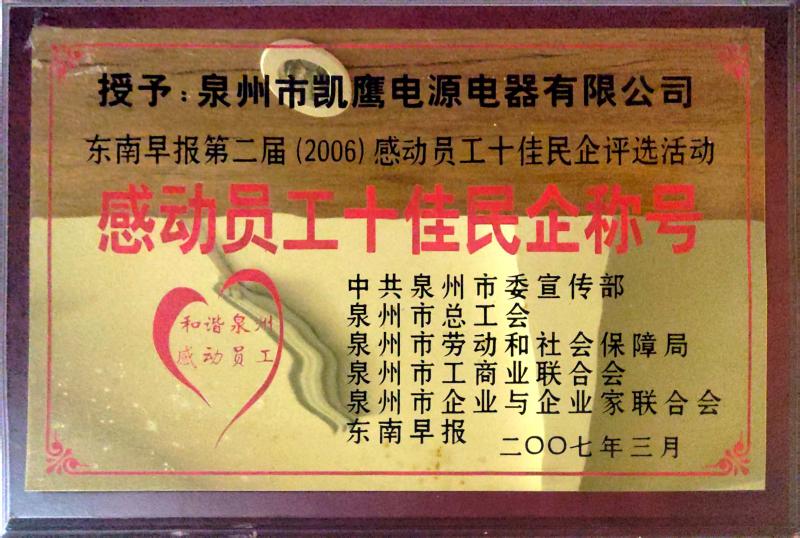 授予:泉州市凯鹰电源电器有限公司
东南早报第二届(2006)感动员工十佳民企评选活动
感动员工十佳民企称号
和谐泉州
感动员工
中共泉州市委宣传部
泉州市总工会
泉州市劳动和社会保障局
泉州市工商业联合会
泉州市企业与企业家联合会
东南早报
二〇〇七年三月